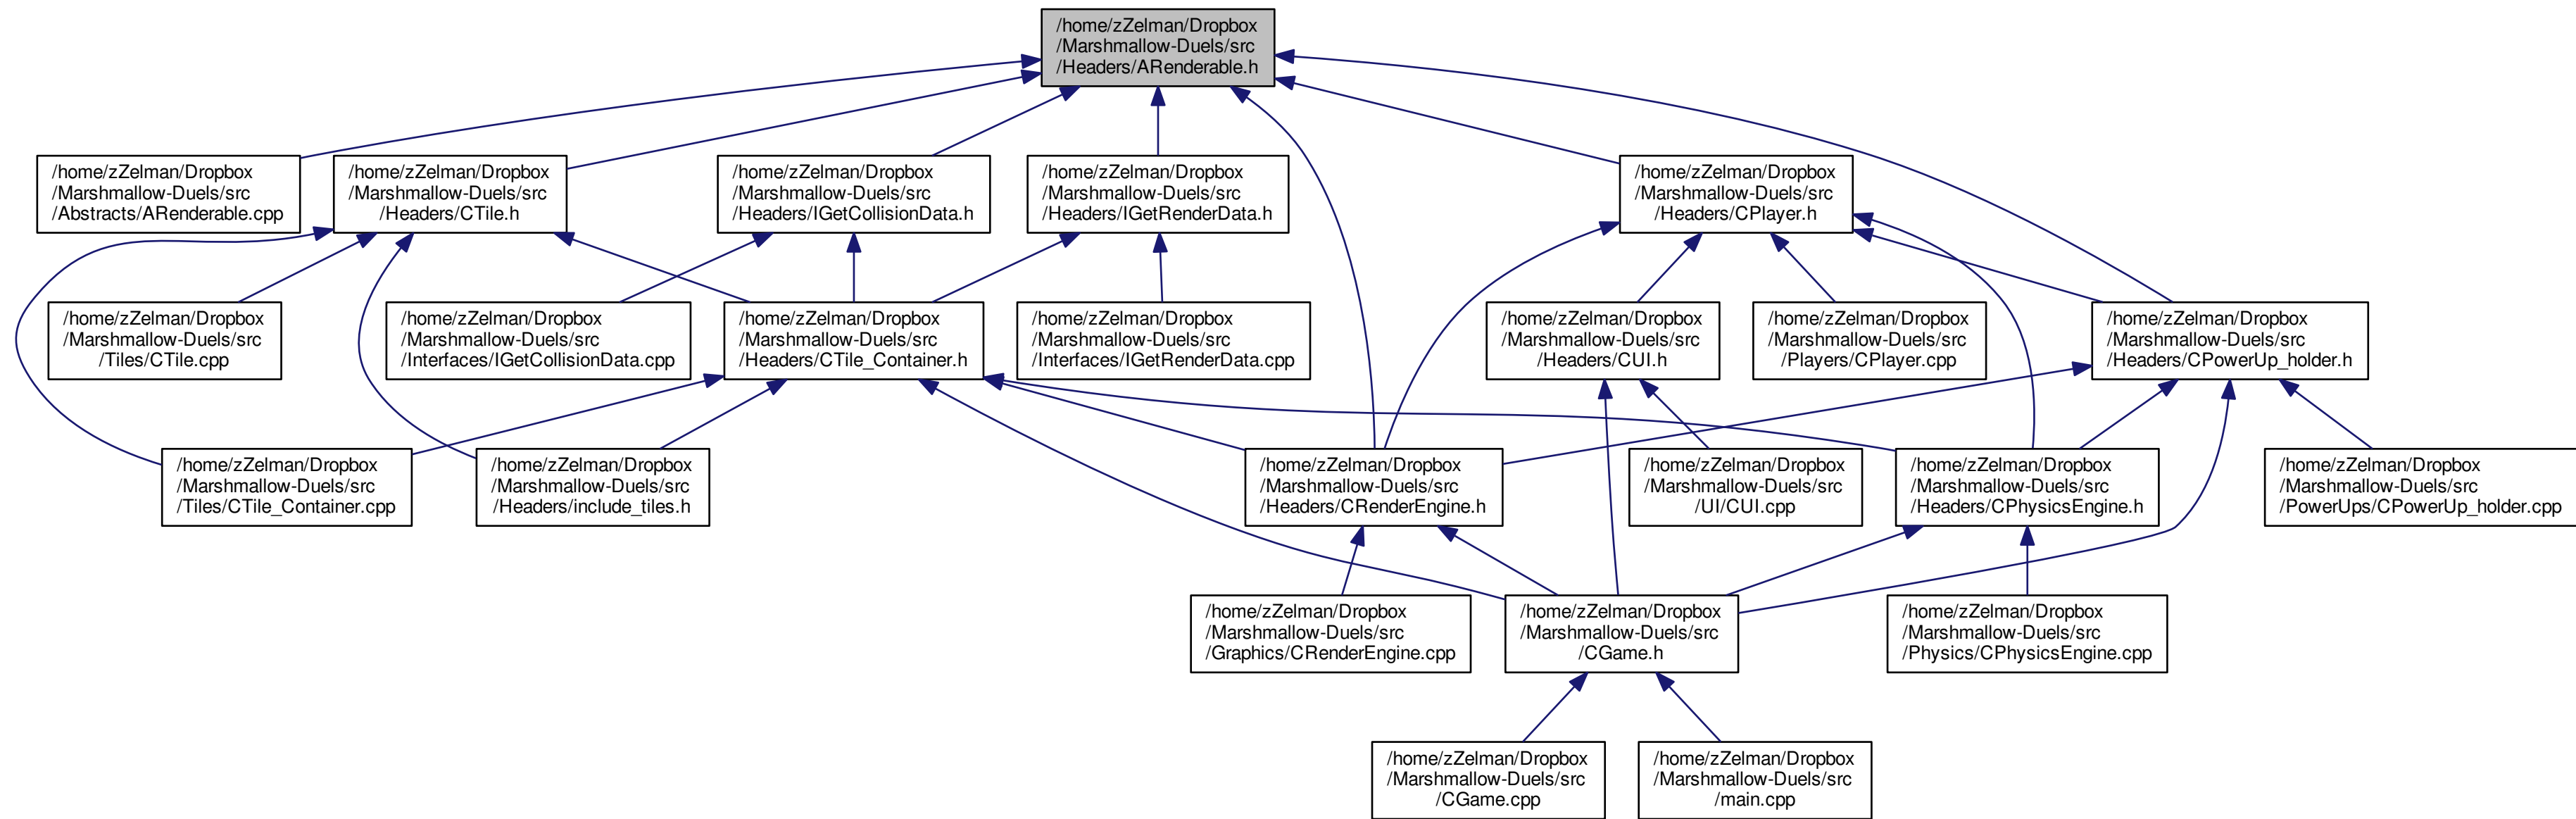 /home/zZelman/Dropbox
/Marshmallow-Duels/src
/Headers/ARenderable.h
/home/zZelman/Dropbox
/Marshmallow-Duels/src
/Abstracts/ARenderable.cpp
/home/zZelman/Dropbox
/Marshmallow-Duels/src
/Headers/CTile.h
/home/zZelman/Dropbox
/Marshmallow-Duels/src
/Headers/IGetCollisionData.h
/home/zZelman/Dropbox
/Marshmallow-Duels/src
/Headers/IGetRenderData.h
/home/zZelman/Dropbox
/Marshmallow-Duels/src
/Headers/CPlayer.h
/home/zZelman/Dropbox
/Marshmallow-Duels/src
/Tiles/CTile.cpp
/home/zZelman/Dropbox
/Marshmallow-Duels/src
/Interfaces/IGetCollisionData.cpp
/home/zZelman/Dropbox
/Marshmallow-Duels/src
/Headers/CTile_Container.h
/home/zZelman/Dropbox
/Marshmallow-Duels/src
/Interfaces/IGetRenderData.cpp
/home/zZelman/Dropbox
/Marshmallow-Duels/src
/Headers/CUI.h
/home/zZelman/Dropbox
/Marshmallow-Duels/src
/Players/CPlayer.cpp
/home/zZelman/Dropbox
/Marshmallow-Duels/src
/Headers/CPowerUp_holder.h
/home/zZelman/Dropbox
/Marshmallow-Duels/src
/Tiles/CTile_Container.cpp
/home/zZelman/Dropbox
/Marshmallow-Duels/src
/Headers/include_tiles.h
/home/zZelman/Dropbox
/Marshmallow-Duels/src
/Headers/CRenderEngine.h
/home/zZelman/Dropbox
/Marshmallow-Duels/src
/UI/CUI.cpp
/home/zZelman/Dropbox
/Marshmallow-Duels/src
/Headers/CPhysicsEngine.h
/home/zZelman/Dropbox
/Marshmallow-Duels/src
/PowerUps/CPowerUp_holder.cpp
/home/zZelman/Dropbox
/Marshmallow-Duels/src
/Graphics/CRenderEngine.cpp
/home/zZelman/Dropbox
/Marshmallow-Duels/src
/CGame.h
/home/zZelman/Dropbox
/Marshmallow-Duels/src
/Physics/CPhysicsEngine.cpp
/home/zZelman/Dropbox
/Marshmallow-Duels/src
/CGame.cpp
/home/zZelman/Dropbox
/Marshmallow-Duels/src
/main.cpp